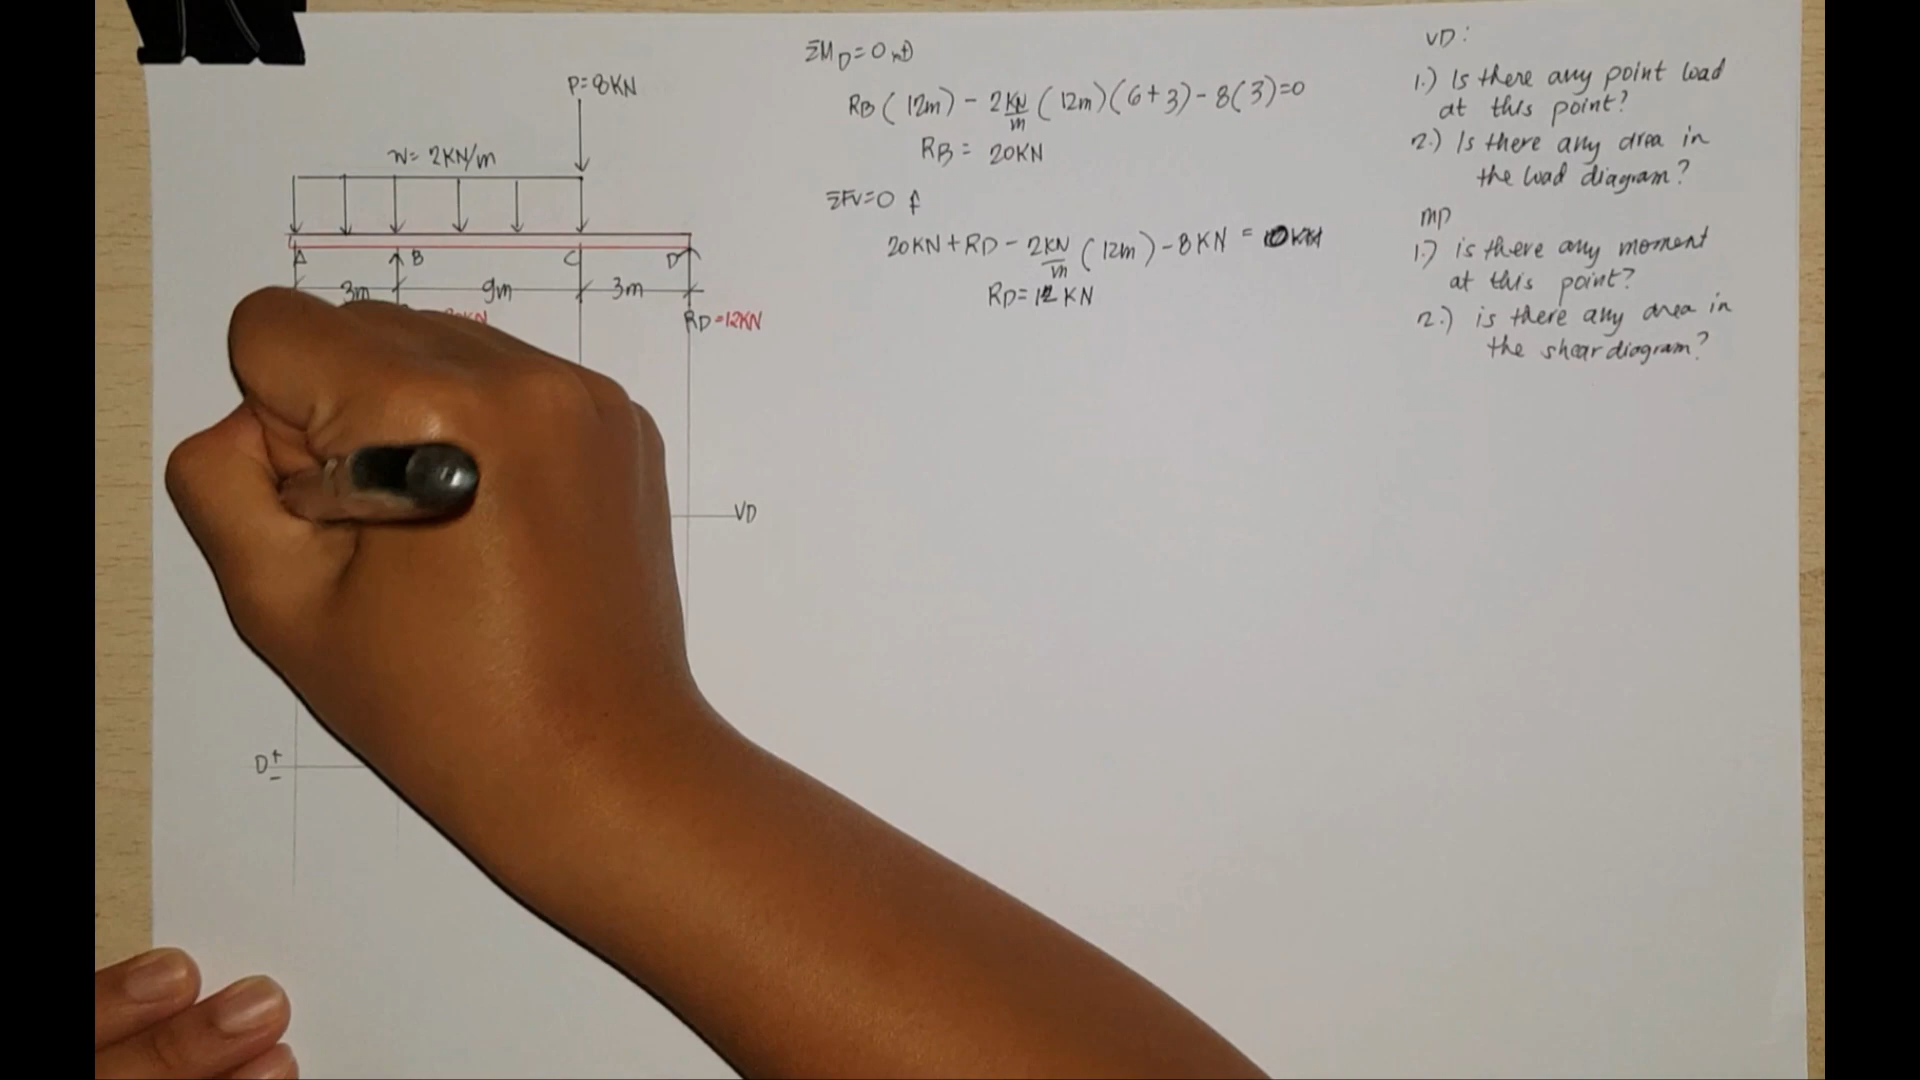 P=8KN
W=2KN/m
A B C D
3m 9m 3m
RD=12KN
VD
+
-
ΣMD=0
RB(12m) - 2KN/m (12m)(6+3) - 8(3)=0
RB= 20KN
ΣFV=0
20KN+RD - 2KN/m (12m) -8KN =
RD=12KN
VD:
1.) Is there any point load
at this point?
2.) Is there any area in
the load diagram?
MD
1.) is there any moment
at this point?
2.) is there any area in
the shear diagram?